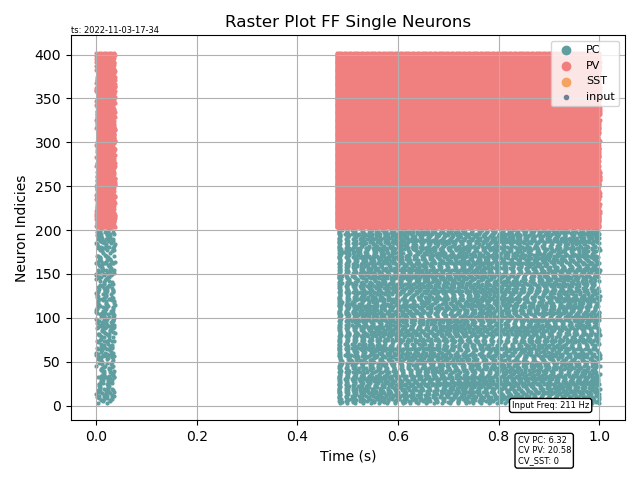 Raster Plot FF Single Neurons
ts: 2022-11-03-17-34
PC
PV
SST
input
400
350
300
250
200
150
100
50
0
Neuron Indicies
Input Freq: 211 Hz
0.0 0.2 0.4 0.6 0.8 1.0
Time (s)
CV PC: 6.32
CV PV: 20.58
CV_SST: 0